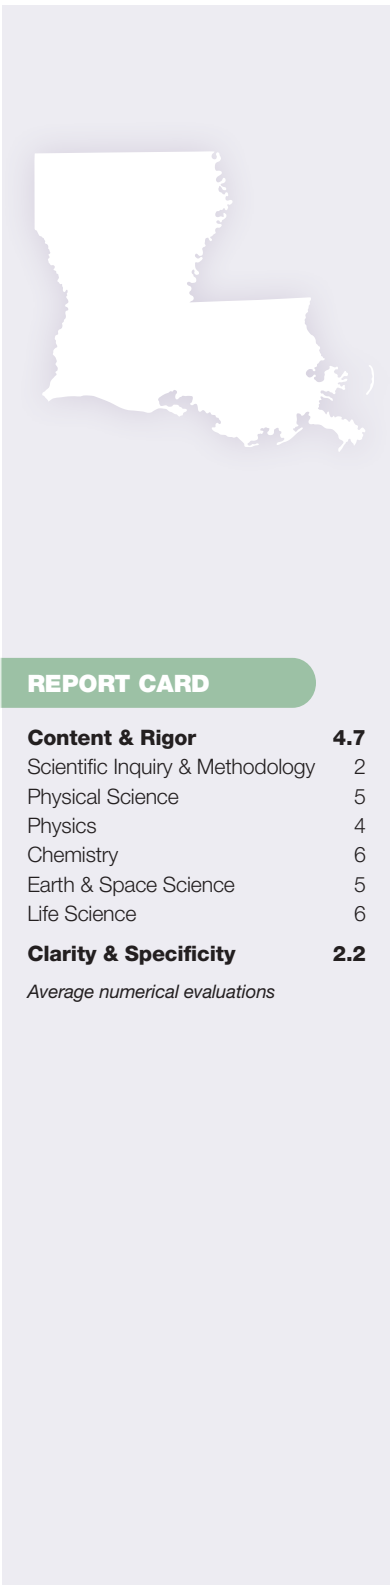 REPORT CARD
Content & Rigor 4.7
Scientific Inquiry & Methodology 2
Physical Science 5
Physics 4
Chemistry 6
Earth & Space Science 5
Life Science 6
Clarity & Specificity 2.2
Average numerical evaluations